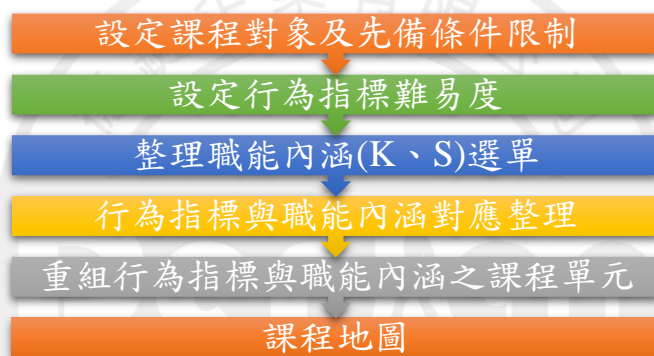 設定課程對象及先備條件限制
設定行為指標難易度
整理職能內涵(K、S)選單
行為指標與職能內涵對應整理
重組行為指標與職能內涵之課程單元
課程地圖